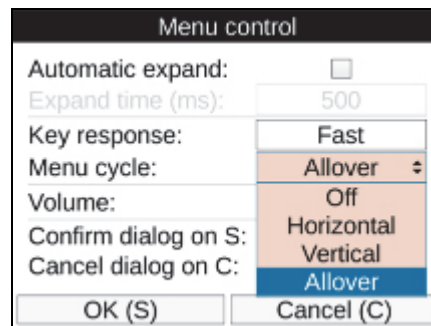 Menu control
Automatic expand:
Expand time (ms): 500
Key response: Fast
Menu cycle: Allover
Off
Volume:
Horizontal
Confirm dialog on S:
Vertical
Cancel dialog on C:
Allover
OK (S) Cancel (C)